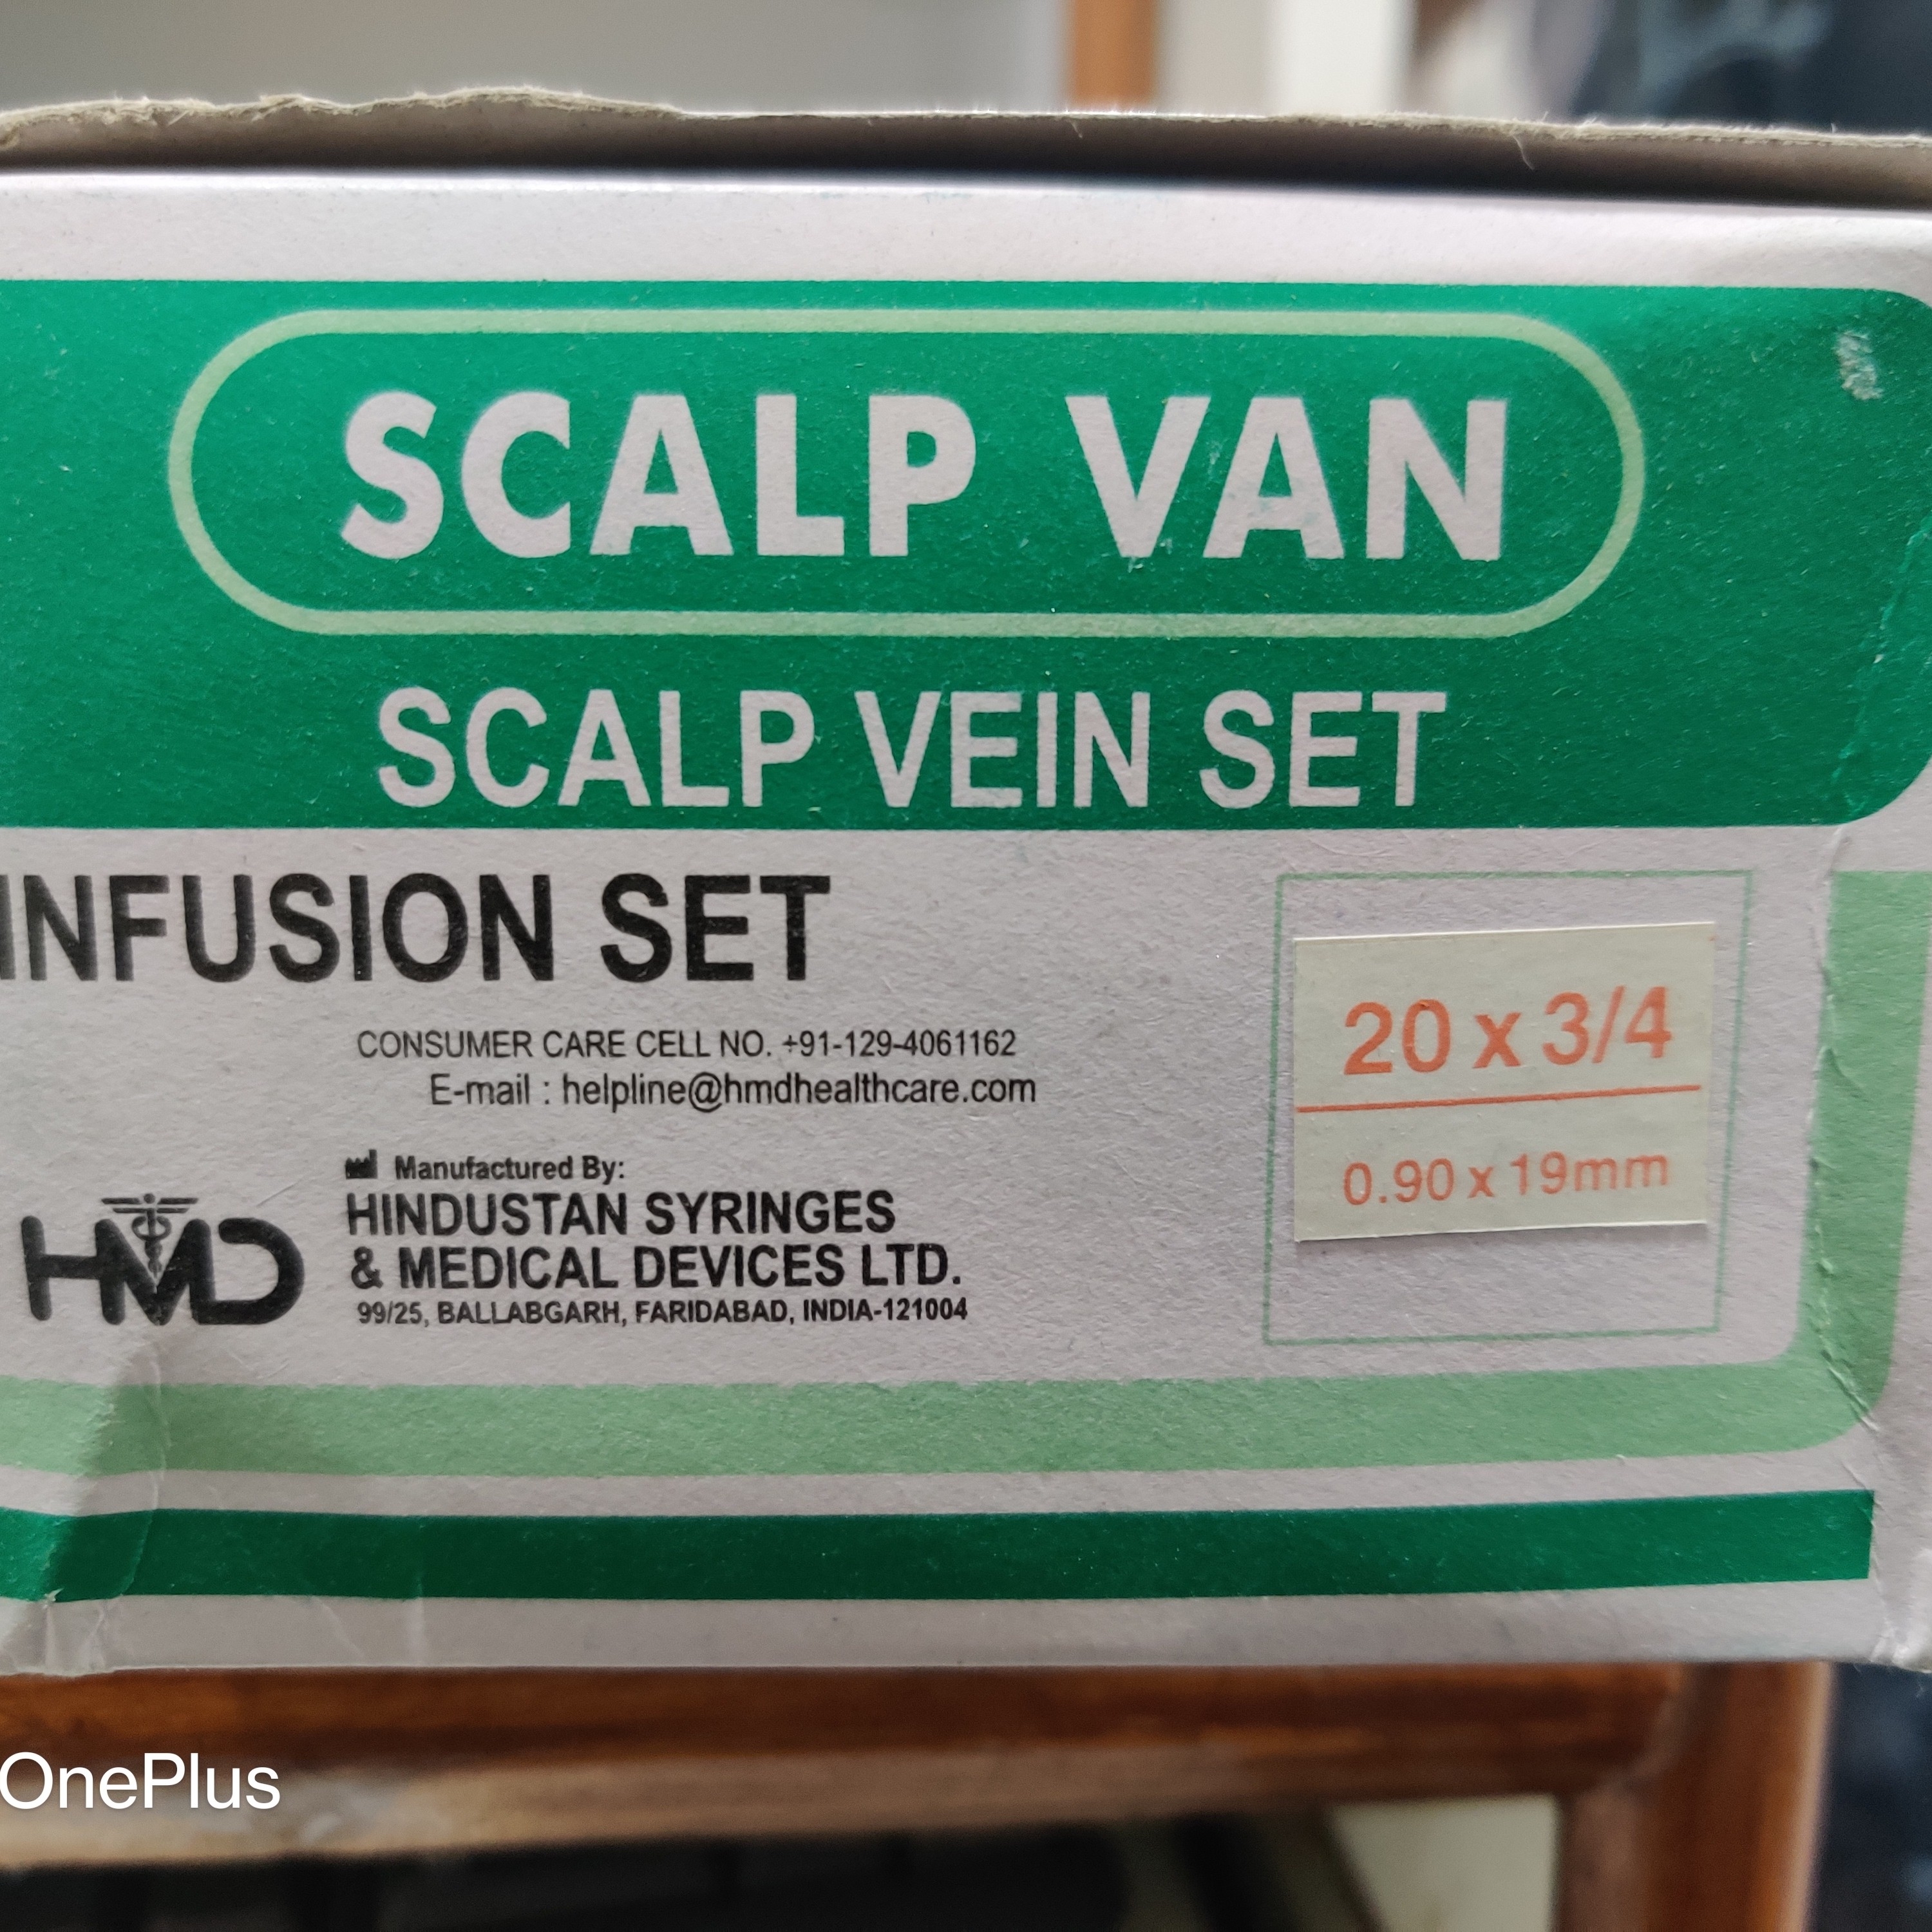 SCALP VAN
SCALP VEIN SET
INFUSION SET
CONSUMER CARE CELL NO. +91-129-4061162
E-mail : helpline@hmdhealthcare.com
Manufactured By:
HMD
HINDUSTAN SYRINGES
& MEDICAL DEVICES LTD.
99/25, BALLABGARH, FARIDABAD, INDIA-121004
20 x 3/4
0.90 x 19mm
OnePlus